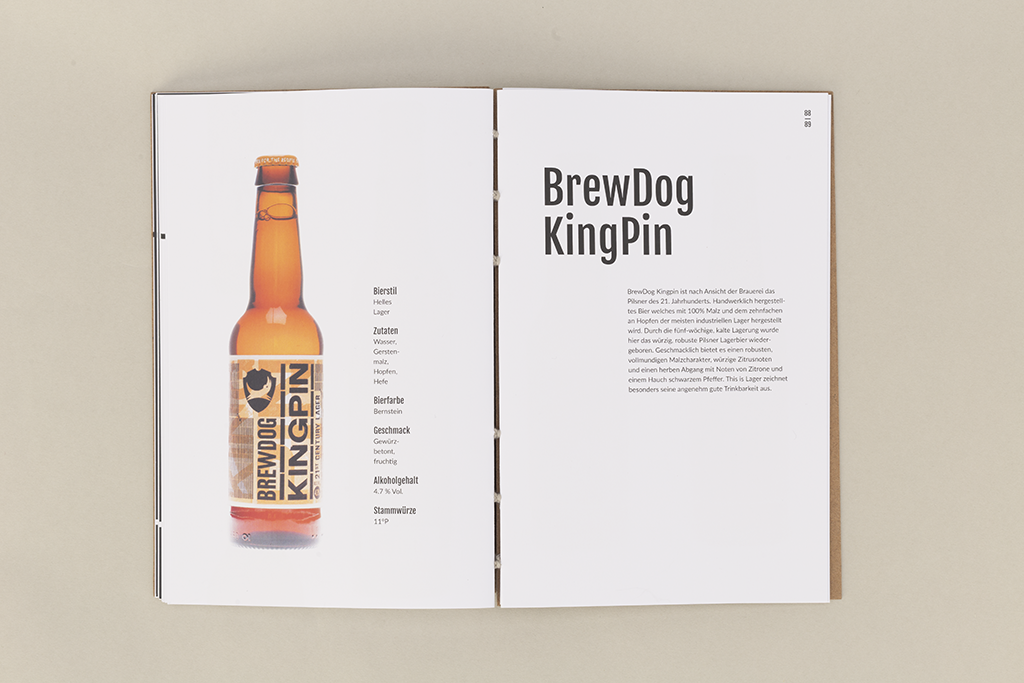 BREWDOG
KINGPIN
21ST CENTURY LAGER
Bierstil
Helles
Lager
Zutaten
Wasser,
Gersten-
malz,
Hopfen,
Hefe
Bierfarbe
Bernstein
Geschmack
Gewürz-
betont,
fruchtig
Alkoholgehalt
4.7 % Vol.
Stammwürze
11°P
88
89
BrewDog
KingPin
BrewDog Kingpin ist nach Ansicht der Brauerei das
Pilsner des 21. Jahrhunderts. Handwerklich hergestell-
tes Bier welches mit 100% Malz und dem zehnfachen
an Hopfen der meisten industriellen Lager hergestellt
wird. Durch die fünf-wöchige, kalte Lagerung wurde
hier das würzig, robuste Pilsner Lagerbier wieder-
geboren. Geschmacklich bietet es einen robusten,
vollmundigen Malzcharakter, würzige Zitrusnoten
und einen herben Abgang mit Noten von Zitrone und
einem Hauch schwarzem Pfeffer. This is Lager zeichnet
besonders seine angenehm gute Trinkbarkeit aus.